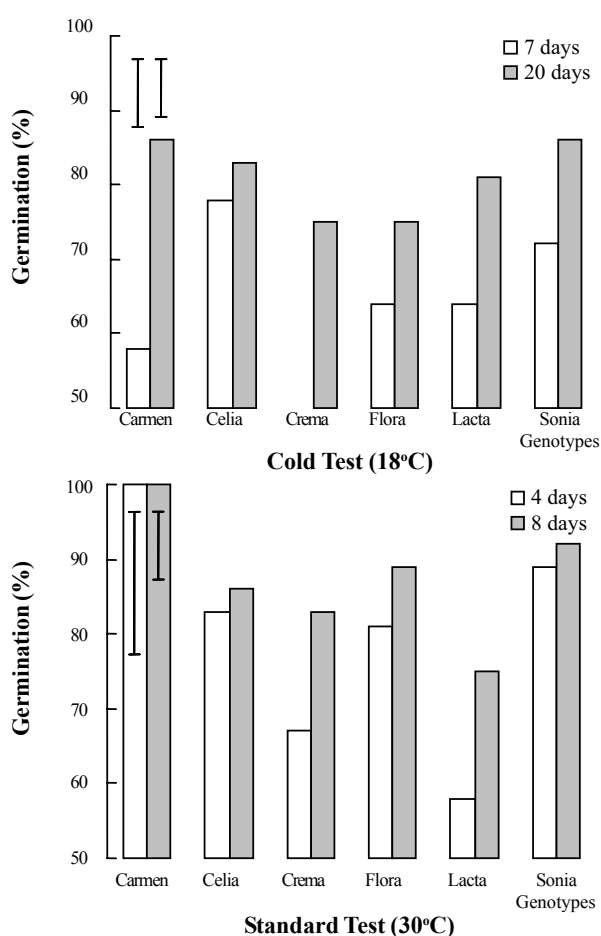 100
90
80
70
60
50
Germination (%)
7 days
20 days
Carmen Celia Crema Flora Lacta Sonia
Genotypes
Cold Test (18ºC)
100
90
80
70
60
50
Germination (%)
4 days
8 days
Carmen Celia Crema Flora Lacta Sonia
Genotypes
Standard Test (30ºC)